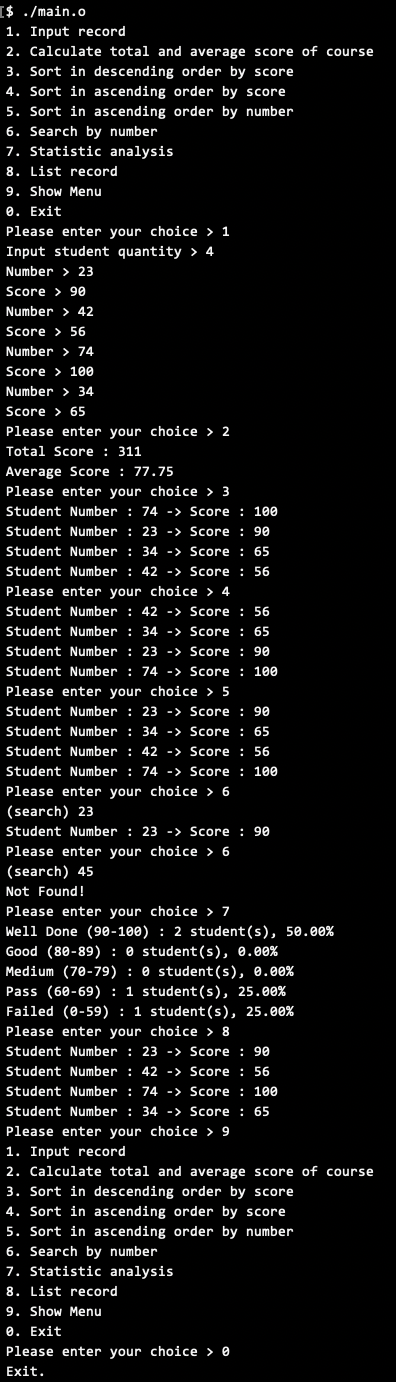 $ ./main.o
1. Input record
2. Calculate total and average score of course
3. Sort in descending order by score
4. Sort in ascending order by score
5. Sort in ascending order by number
6. Search by number
7. Statistic analysis
8. List record
9. Show Menu
0. Exit
Please enter your choice > 1
Input student quantity > 4
Number > 23
Score > 90
Number > 42
Score > 56
Number > 74
Score > 100
Number > 34
Score > 65
Please enter your choice > 2
Total Score : 311
Average Score : 77.75
Please enter your choice > 3
Student Number : 74 -> Score : 100
Student Number : 23 -> Score : 90
Student Number : 34 -> Score : 65
Student Number : 42 -> Score : 56
Please enter your choice > 4
Student Number : 42 -> Score : 56
Student Number : 34 -> Score : 65
Student Number : 23 -> Score : 90
Student Number : 74 -> Score : 100
Please enter your choice > 5
Student Number : 23 -> Score : 90
Student Number : 34 -> Score : 65
Student Number : 42 -> Score : 56
Student Number : 74 -> Score : 100
Please enter your choice > 6
(search) 23
Student Number : 23 -> Score : 90
Please enter your choice > 6
(search) 45
Not Found!
Please enter your choice > 7
Well Done (90-100) : 2 student(s), 50.00%
Good (80-89) : 0 student(s), 0.00%
Medium (70-79) : 0 student(s), 0.00%
Pass (60-69) : 1 student(s), 25.00%
Failed (0-59) : 1 student(s), 25.00%
Please enter your choice > 8
Student Number : 23 -> Score : 90
Student Number : 42 -> Score : 56
Student Number : 74 -> Score : 100
Student Number : 34 -> Score : 65
Please enter your choice > 9
1. Input record
2. Calculate total and average score of course
3. Sort in descending order by score
4. Sort in ascending order by score
5. Sort in ascending order by number
6. Search by number
7. Statistic analysis
8. List record
9. Show Menu
0. Exit
Please enter your choice > 0
Exit.